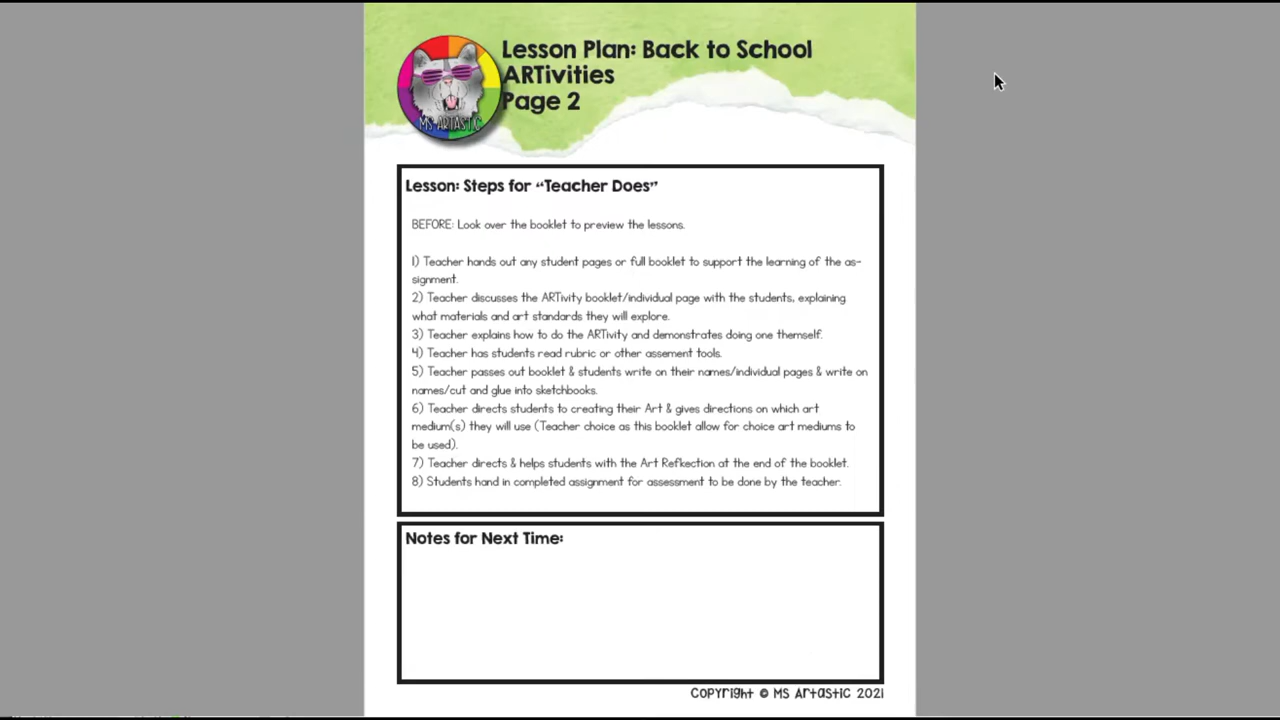 Lesson Plan: Back to School
ARTivities
Page 2
MS ARTASTIC
Lesson: Steps for “Teacher Does”
BEFORE: Look over the booklet to preview the lessons.
1) Teacher hands out any student pages or full booklet to support the learning of the as-
signment.
2) Teacher discusses the ARTivity booklet/individual page with the students, explaining
what materials and art standards they will explore.
3) Teacher explains how to do the ARTivity and demonstrates doing one themself.
4) Teacher has students read rubric or other assement tools.
5) Teacher passes out booklet & students write on their names/individual pages & write on
names/cut and glue into sketchbooks.
6) Teacher directs students to creating their Art & gives directions on which art
medium(s) they will use (Teacher choice as this booklet allow for choice art mediums to
be used).
7) Teacher directs & helps students with the Art Reflection at the end of the booklet.
8) Students hand in completed assignment for assessment to be done by the teacher.
Notes for Next Time:
Copyright © MS Artastic 2021